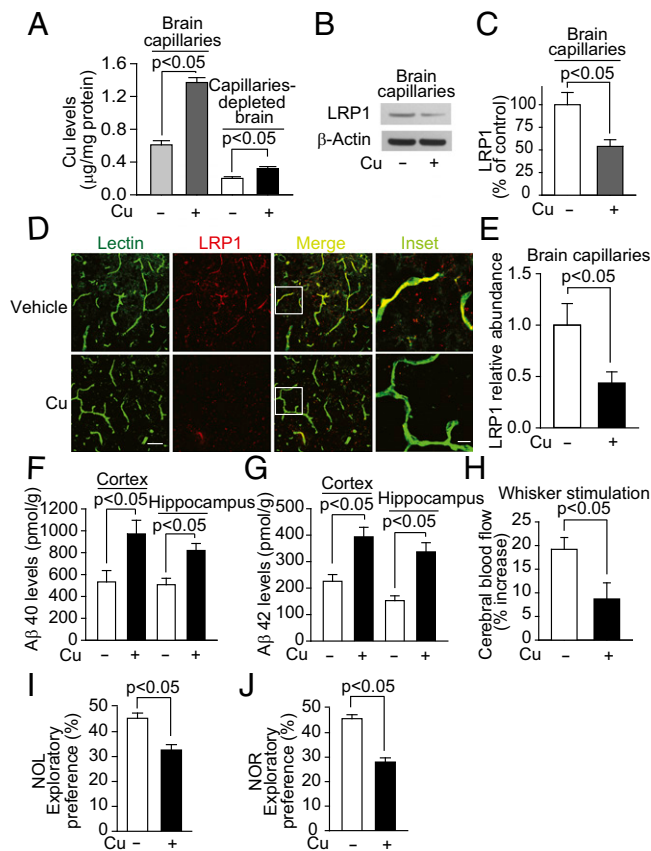 A
Brain
capillaries
p<0.05
Capillaries-
depleted
brain
p<0.05
Cu levels
(µg/mg protein)
1.6
1.2
0.8
0.4
0.0
Cu − + − +
B
Brain
capillaries
LRP1
β-Actin
Cu − +
C
Brain
capillaries
p<0.05
LRP1
(% of control)
100
75
50
25
0
Cu − +
D
Lectin LRP1 Merge Inset
Vehicle
Cu
E
Brain capillaries
p<0.05
LRP1 relative abundance
1.5
1.0
0.5
0.0
Cu − +
F
Cortex
p<0.05
Hippocampus
p<0.05
Aβ 40 levels (pmol/g)
1200
1000
800
600
400
200
0
Cu − + − +
G
Cortex
p<0.05
Hippocampus
p<0.05
Aβ 42 levels (pmol/g)
500
400
300
200
100
0
Cu − + − +
H
Whisker stimulation
p<0.05
Cerebral blood flow
(% increase)
25
20
15
10
5
0
Cu − +
I
p<0.05
NOL
Exploratory
preference (%)
50
40
30
20
10
0
Cu − +
J
p<0.05
NOR
Exploratory
preference (%)
50
40
30
20
10
0
Cu − +